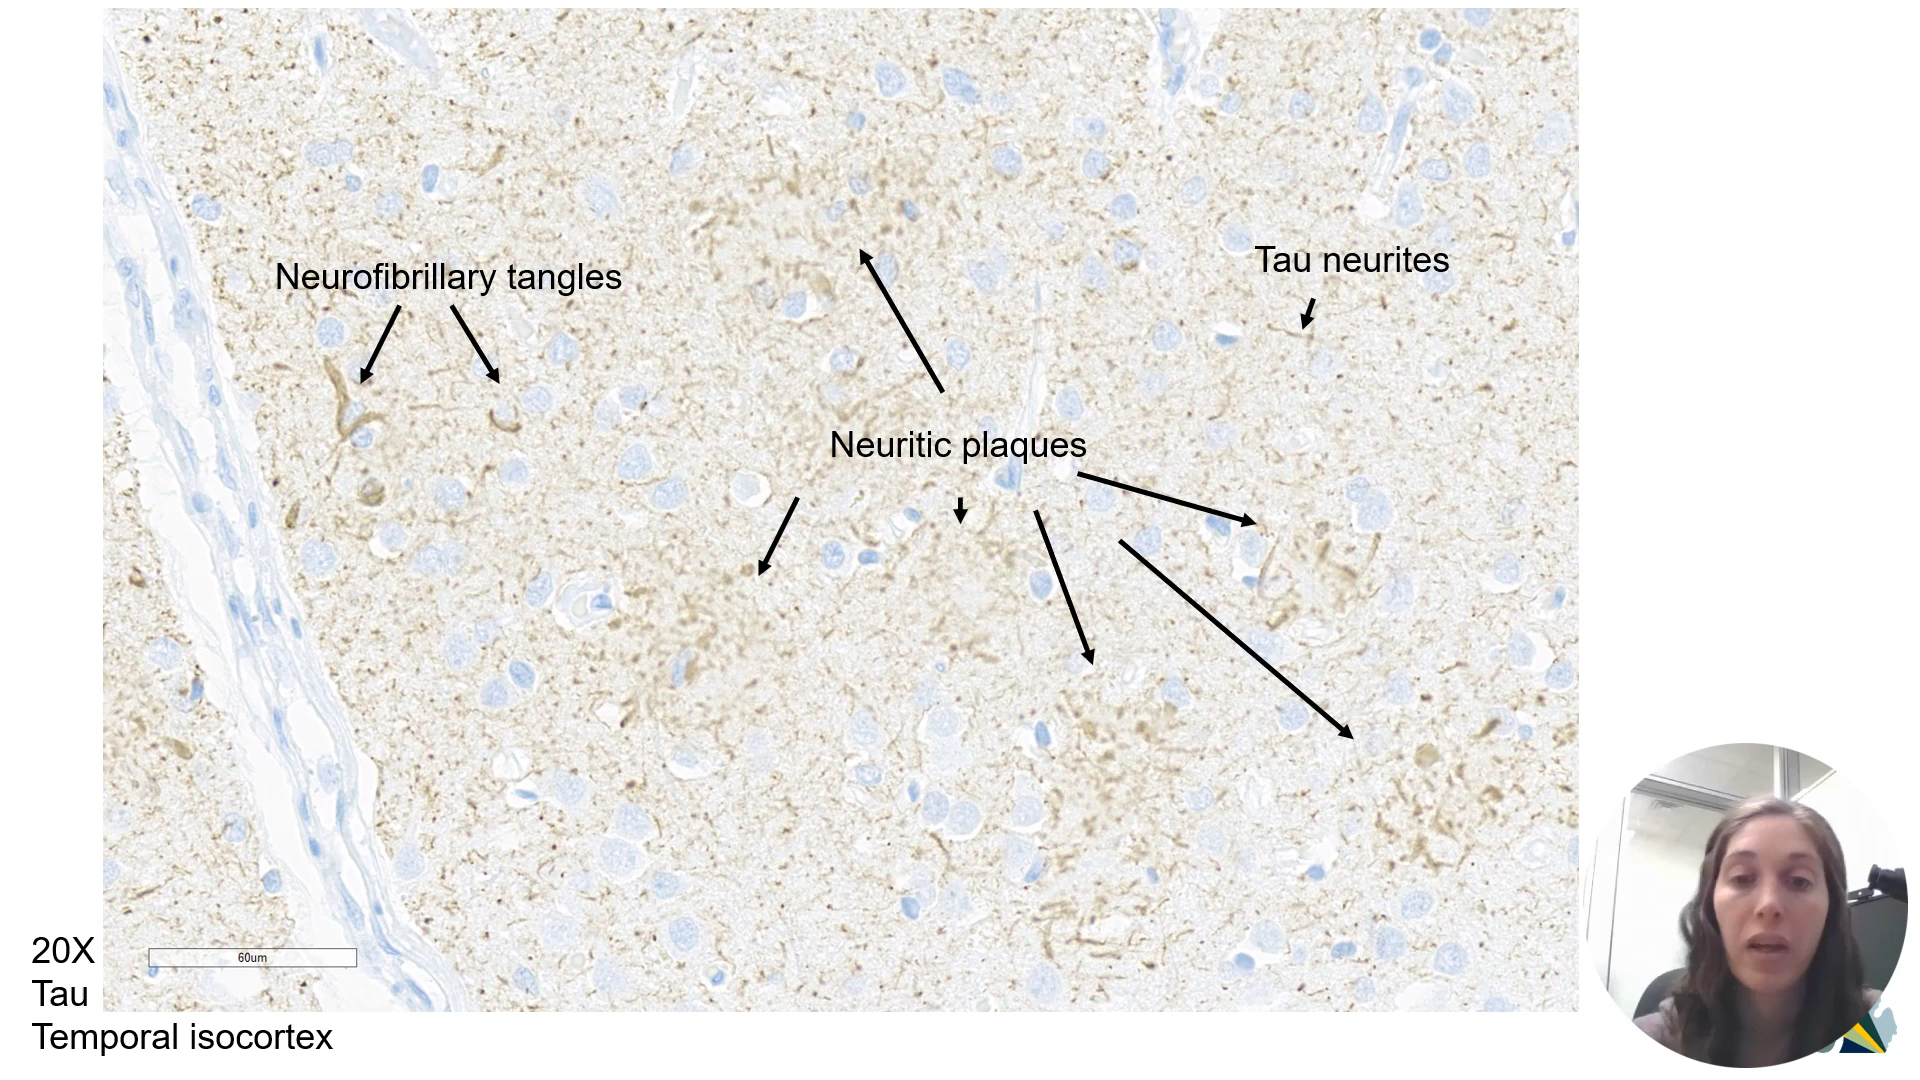 Neurofibrillary tangles
Tau neurites
Neuritic plaques
60um
20X
Tau
Temporal isocortex